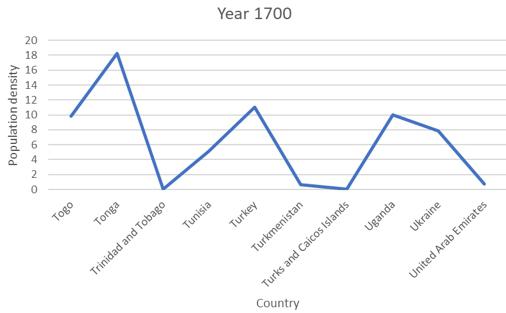 Year 1700
Population density
20
18
16
14
12
10
8
6
4
2
0
Togo
Tonga
Trinidad and Tobago
Tunisia
Turkey
Turkmenistan
Turks and Caicos Islands
Uganda
Ukraine
United Arab Emirates
Country